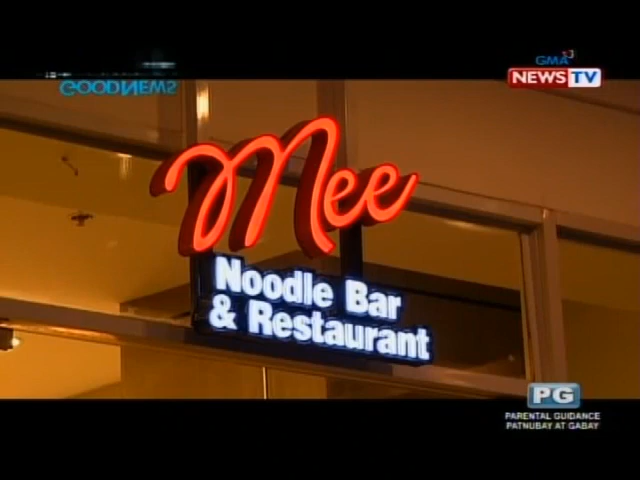 GOODNEWS
GMA
NEWS TV
Mee
Noodle Bar
& Restaurant
PG
PARENTAL GUIDANCE
PATNUBAY AT GABAY